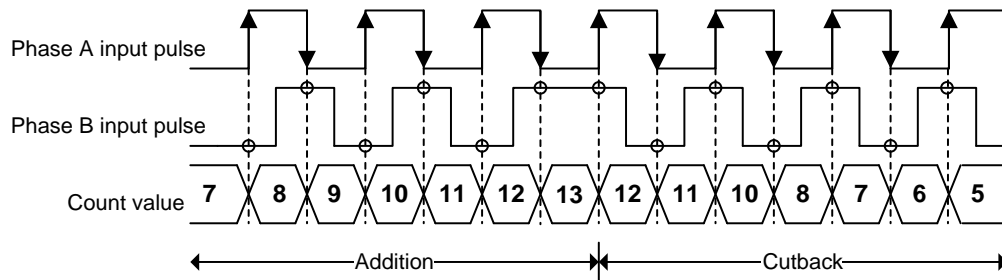 Phase A input pulse
Phase B input pulse
Count value 7 8 9 10 11 12 13 12 11 10 8 7 6 5
Addition Cutback